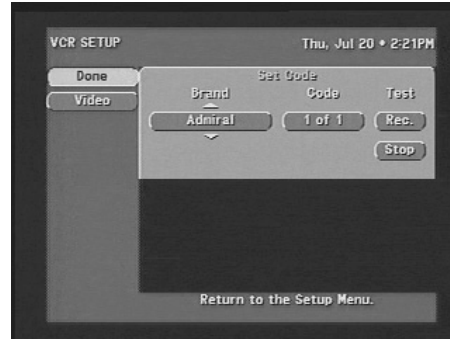 VCR SETUP
Thu, Jul 20 • 2:21PM
Done
Video
Set Code
Brand
Code
Test
Admiral
1 of 1
Rec.
Stop
Return to the Setup Menu.